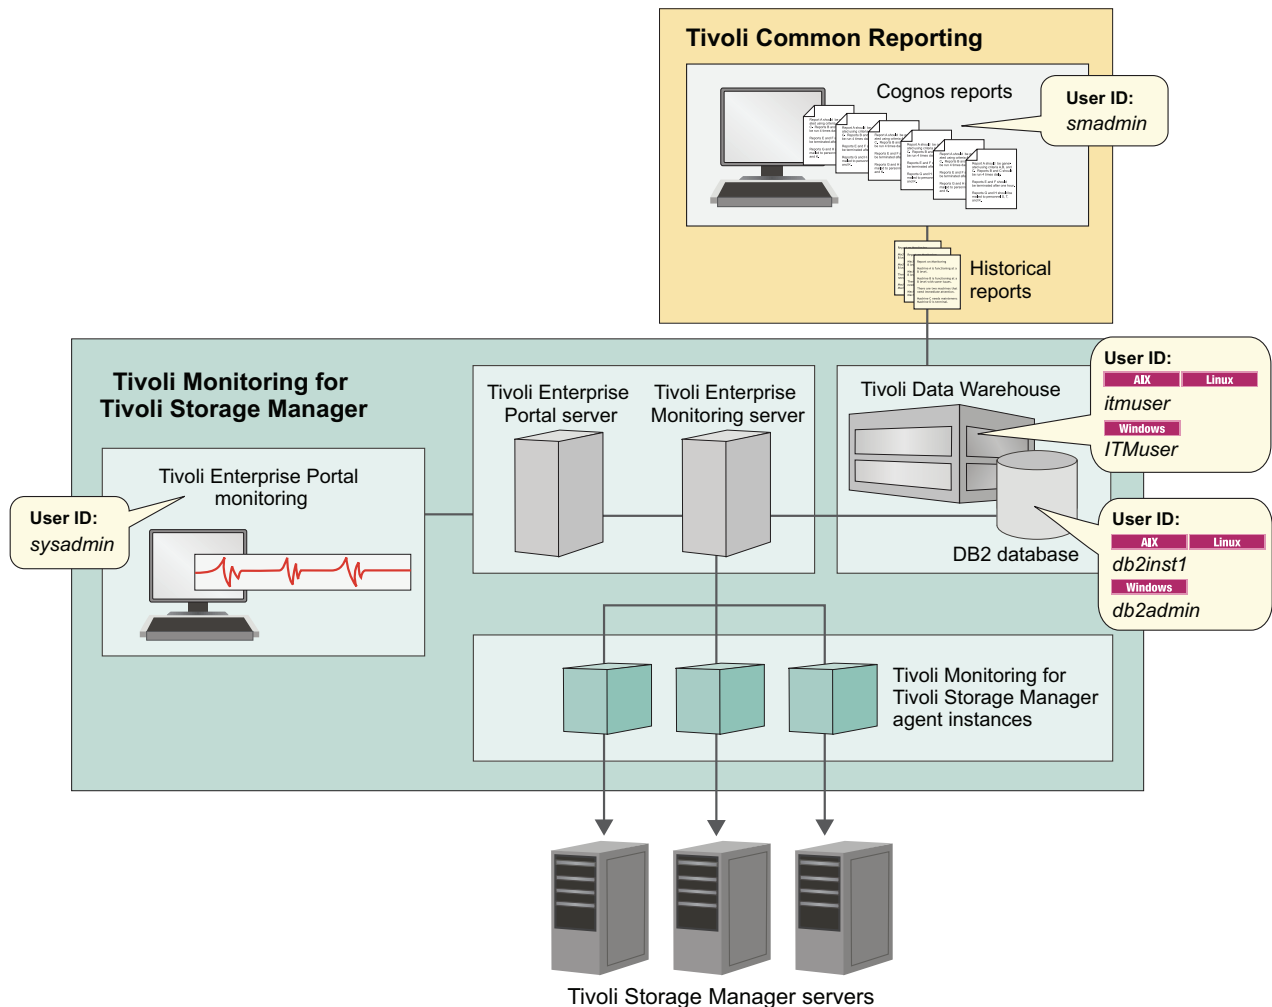 Tivoli Common Reporting
Cognos reports
User ID:
smadmin
Historical
reports
Tivoli Monitoring for
Tivoli Storage Manager
Tivoli Enterprise
Portal server
Tivoli Enterprise
Monitoring server
Tivoli Data Warehouse
User ID:
AIX Linux
itmuser
Windows
ITMuser
Tivoli Enterprise Portal
monitoring
User ID:
sysadmin
DB2 database
User ID:
AIX Linux
db2inst1
Windows
db2admin
Tivoli Monitoring for
Tivoli Storage Manager
agent instances
Tivoli Storage Manager servers